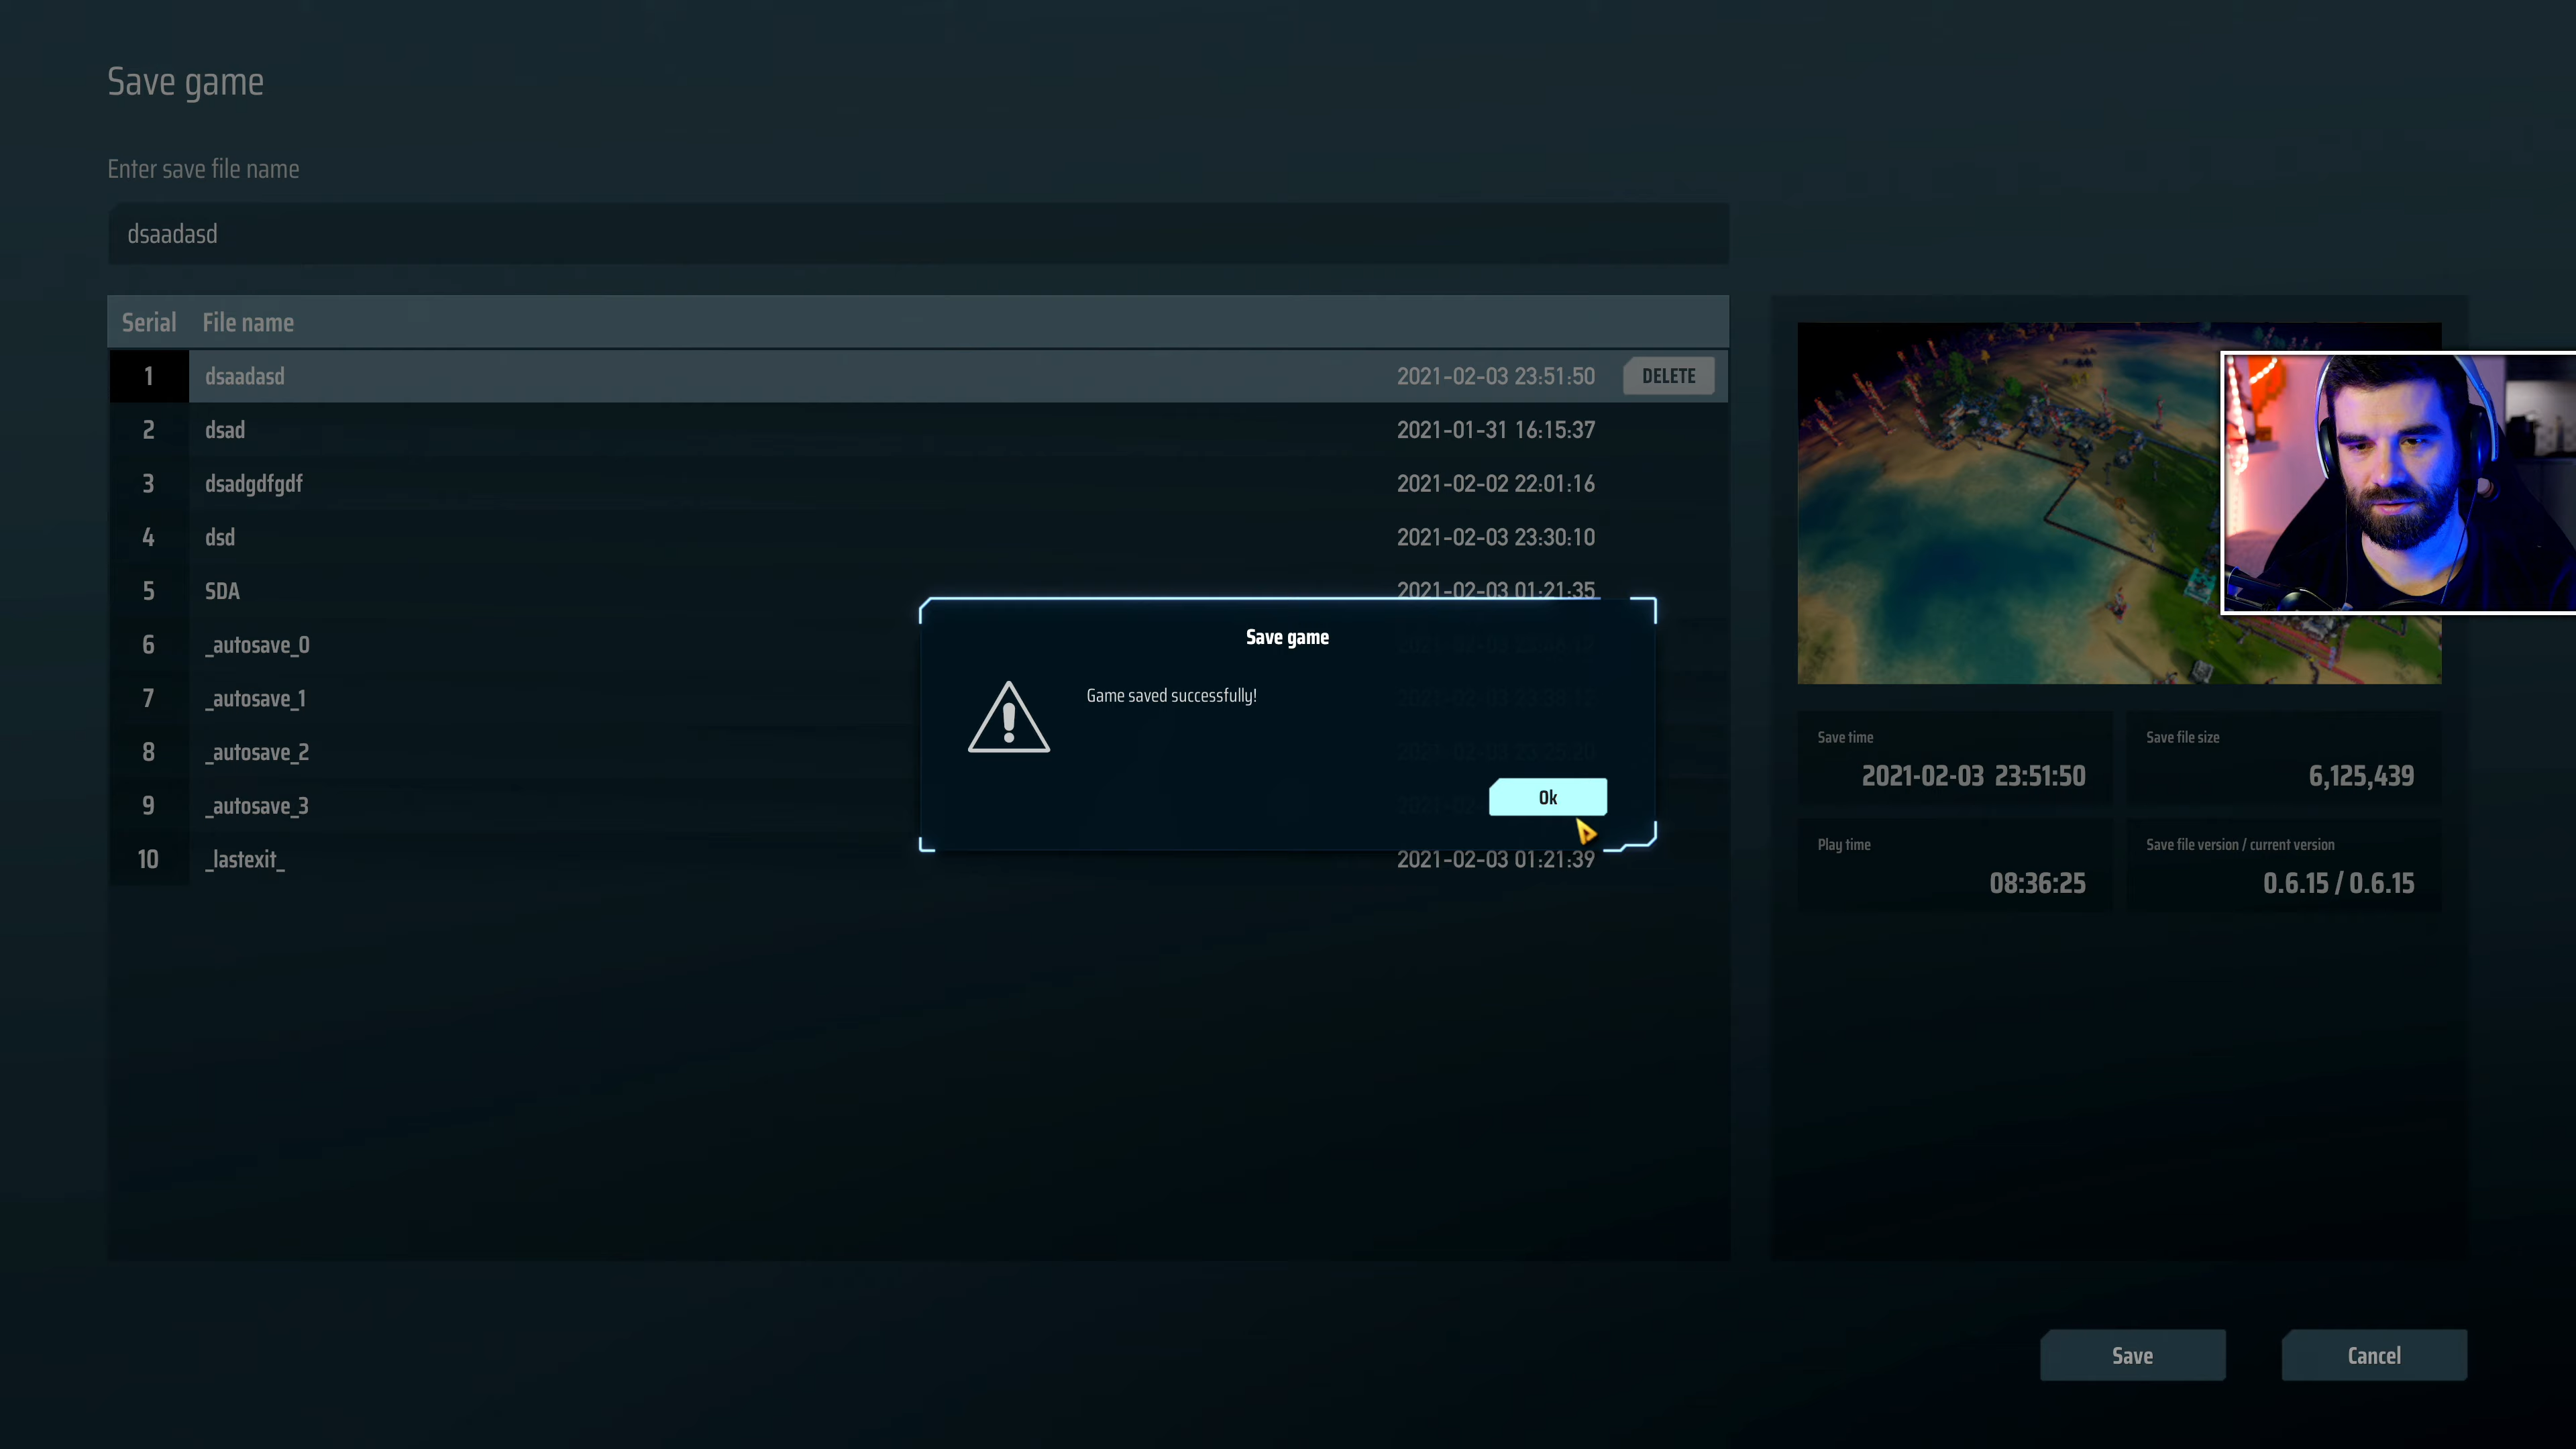 Save game
Enter save file name
dsaadasd
Serial File name
1 dsaadasd 2021-02-03 23:51:50 DELETE
2 dsad 2021-01-31 16:15:37
3 dsadgdfgdf 2021-02-02 22:01:16
4 dsd 2021-02-03 23:30:10
5 SDA 2021-02-03 01:21:35
6 _autosave_0
7 _autosave_1
8 _autosave_2
9 _autosave_3
10 _lastexit_ 2021-02-03 01:21:39
Save game
Game saved successfully!
Ok
Save time
2021-02-03 23:51:50
Save file size
6,125,439
Play time
08:36:25
Save file version / current version
0.6.15 / 0.6.15
Save
Cancel